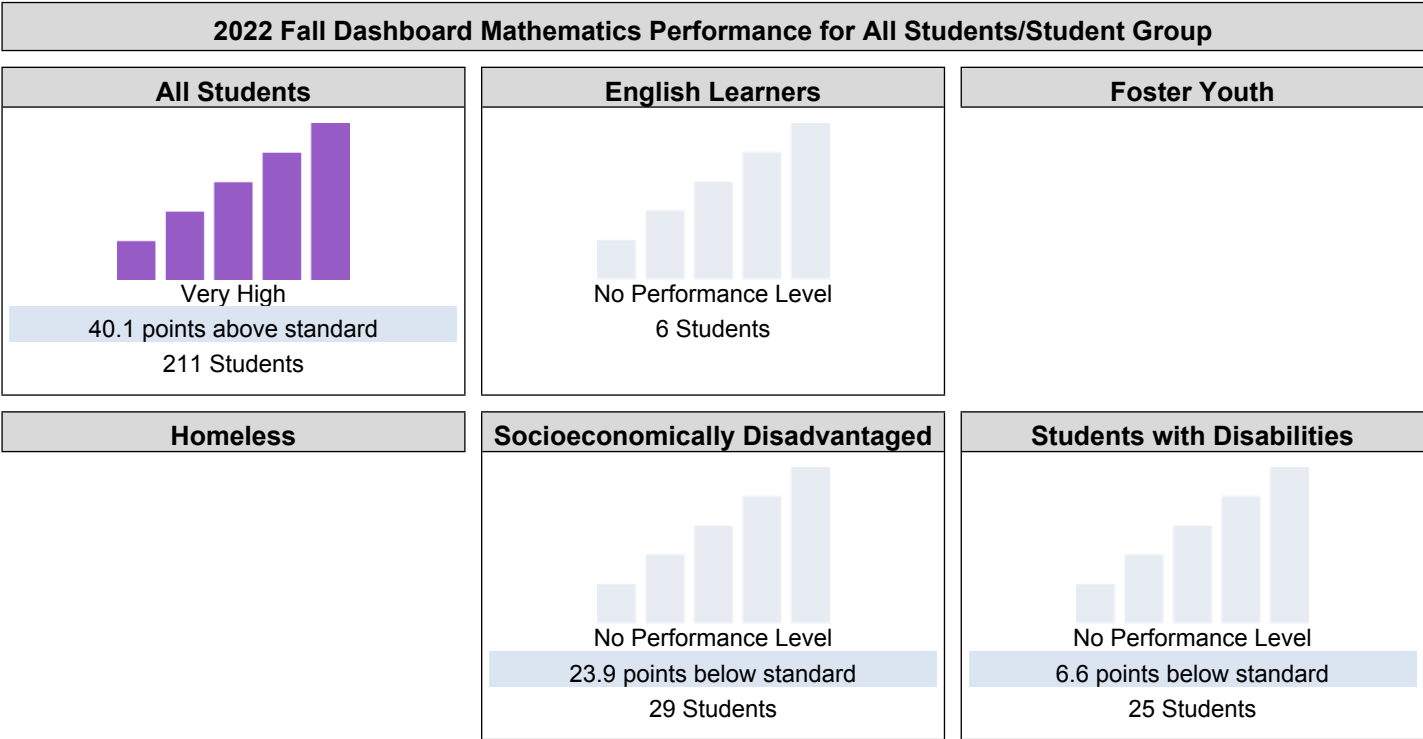 2022 Fall Dashboard Mathematics Performance for All Students/Student Group
All Students
Very High
40.1 points above standard
211 Students
English Learners
No Performance Level
6 Students
Foster Youth
Homeless
Socioeconomically Disadvantaged
No Performance Level
23.9 points below standard
29 Students
Students with Disabilities
No Performance Level
6.6 points below standard
25 Students